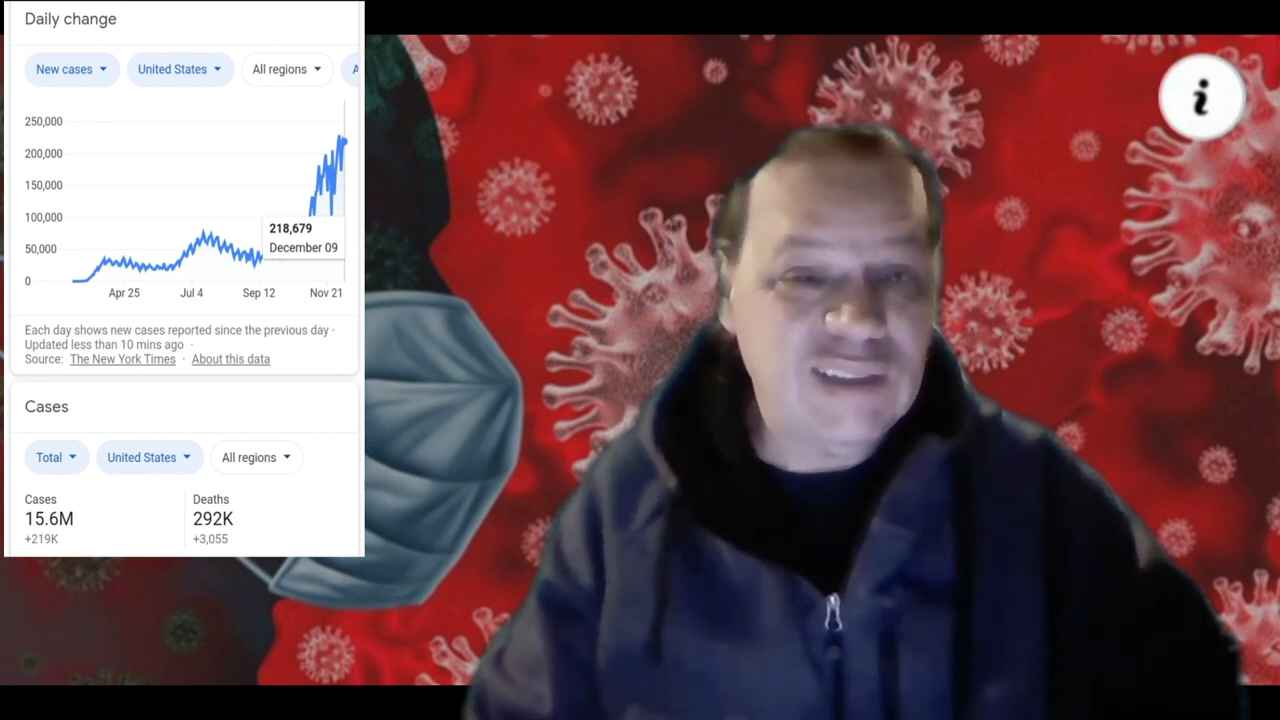 Daily change
New cases United States All regions A
250,000
200,000
150,000
100,000
50,000
0
218,679
December 09
Apr 25 Jul 4 Sep 12 Nov 21
Each day shows new cases reported since the previous day ·
Updated less than 10 mins ago ·
Source: The New York Times · About this data
Cases
Total United States All regions
Cases Deaths
15.6M 292K
+219K +3,055
i